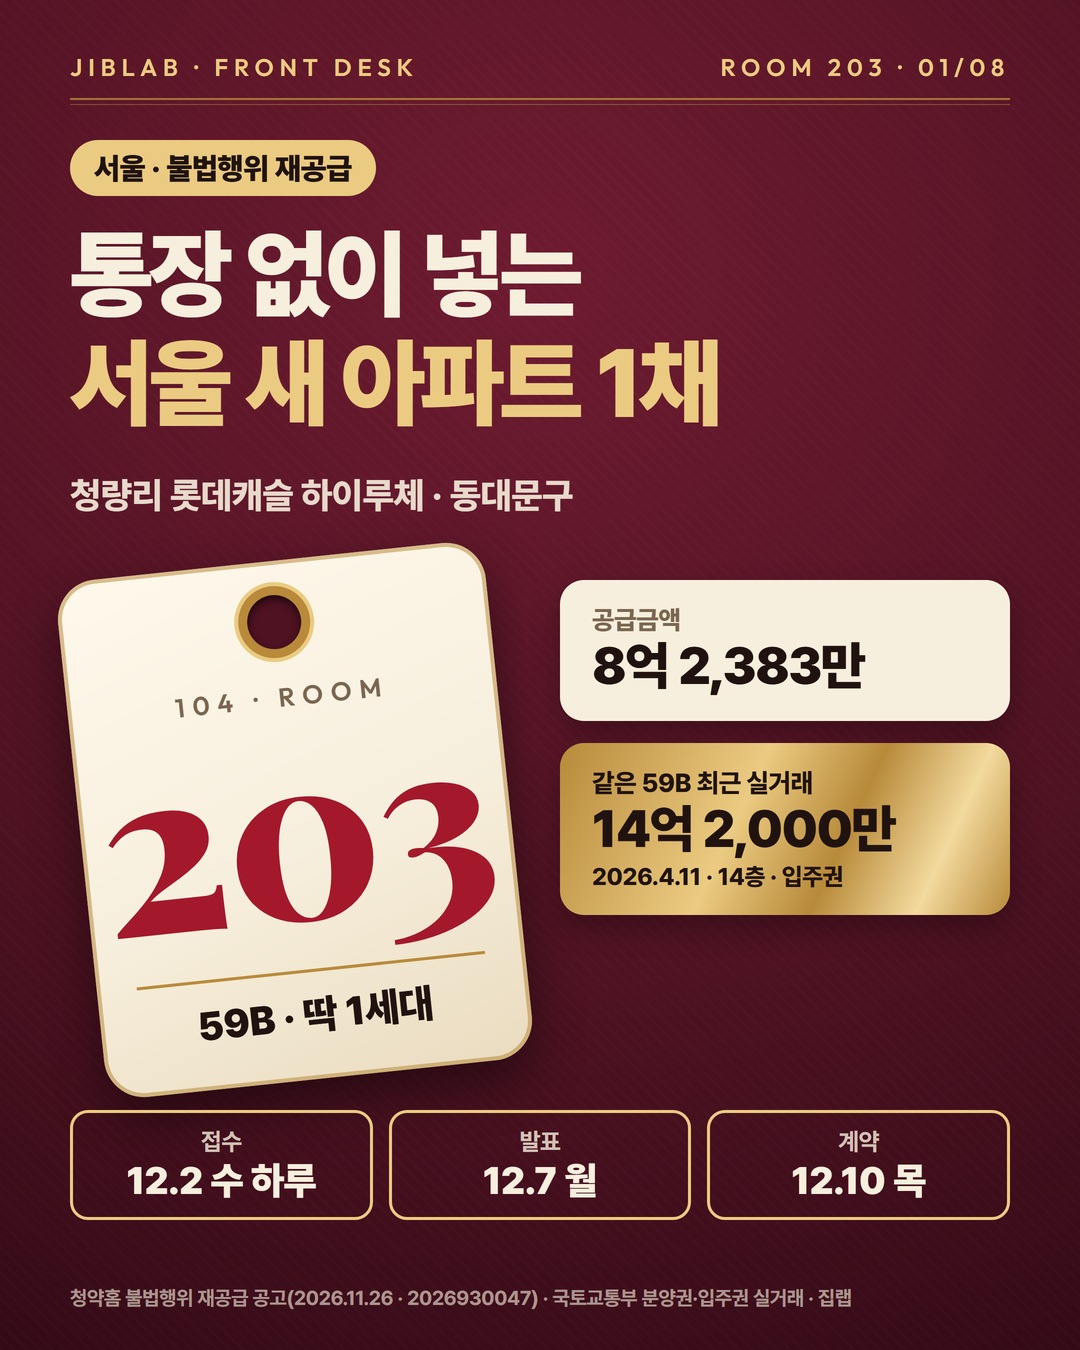 JIBLAB · FRONT DESK
ROOM 203 · 01/08
서울 · 불법행위 재공급
통장 없이 넣는
서울 새 아파트 1채
청량리 롯데캐슬 하이루체 · 동대문구
104 · ROOM
203
59B · 딱 1세대
공급금액
8억 2,383만
같은 59B 최근 실거래
14억 2,000만
2026.4.11 · 14층 · 입주권
접수
12.2 수 하루
발표
12.7 월
계약
12.10 목
청약홈 불법행위 재공급 공고(2026.11.26 · 2026930047) · 국토교통부 분양권·입주권 실거래 · 집랩